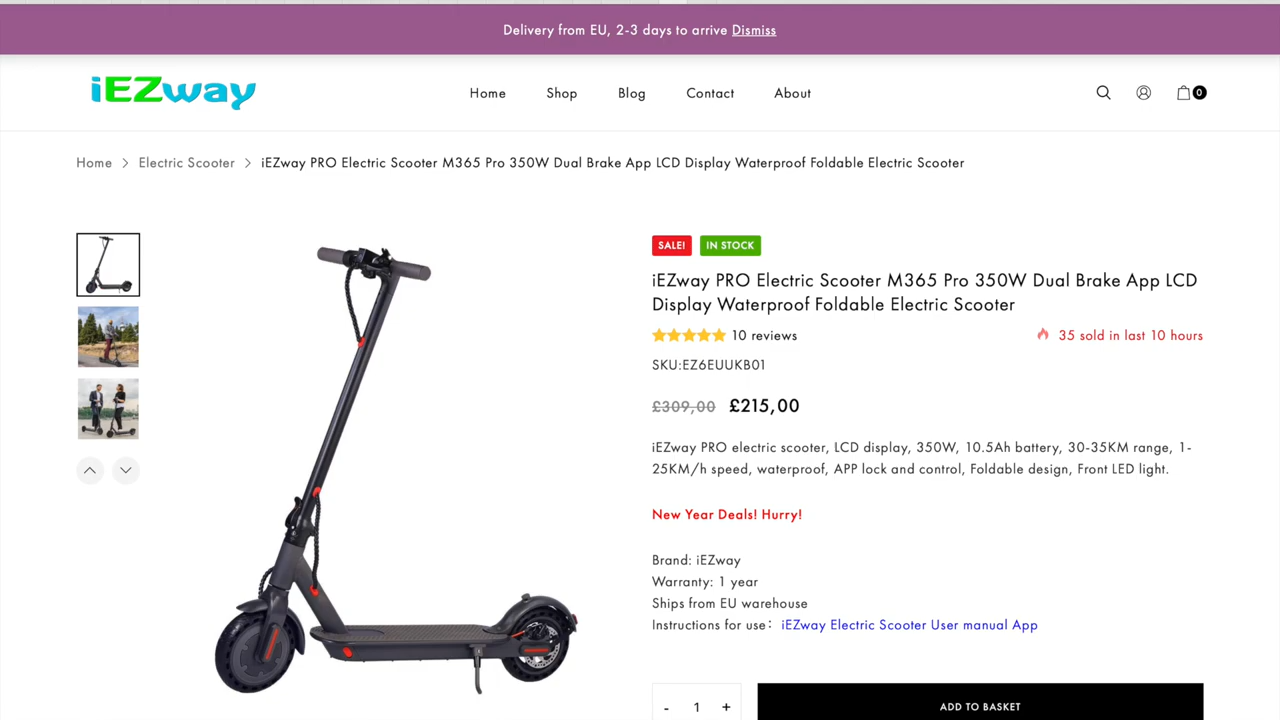 Delivery from EU, 2-3 days to arrive Dismiss
iEZway
Home Shop Blog Contact About
0
Home > Electric Scooter > iEZway PRO Electric Scooter M365 Pro 350W Dual Brake App LCD Display Waterproof Foldable Electric Scooter
SALE! IN STOCK
iEZway PRO Electric Scooter M365 Pro 350W Dual Brake App LCD
Display Waterproof Foldable Electric Scooter
10 reviews
35 sold in last 10 hours
SKU:EZ6EUUKB01
£309,00 £215,00
iEZway PRO electric scooter, LCD display, 350W, 10.5Ah battery, 30-35KM range, 1-
25KM/h speed, waterproof, APP lock and control, Foldable design, Front LED light.
New Year Deals! Hurry!
Brand: iEZway
Warranty: 1 year
Ships from EU warehouse
Instructions for use： iEZway Electric Scooter User manual App
- 1 +
ADD TO BASKET